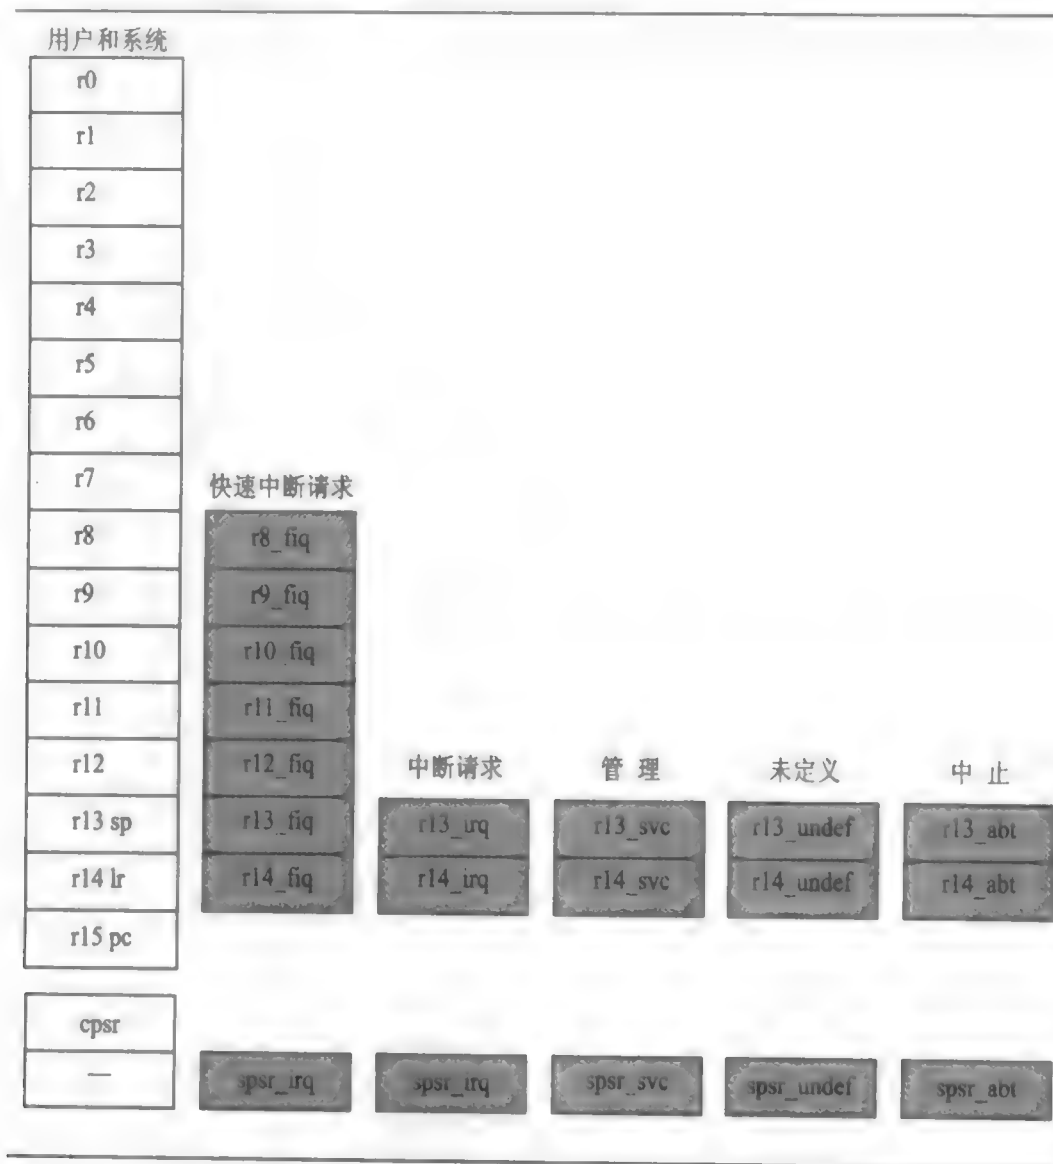 用户和系统
r0
r1
r2
r3
r4
r5
r6
r7 快速中断请求
r8 r8_fiq
r9 r9_fiq
r10 r10_fiq
r11 r11_fiq
r12 r12_fiq 中断请求 管 理 未定义 中 止
r13 sp r13_fiq r13_irq r13_svc r13_undef r13_abt
r14 lr r14_fiq r14_irq r14_svc r14_undef r14_abt
r15 pc
cpsr
— spsr_irq spsr_irq spsr_svc spsr_undef spsr_abt